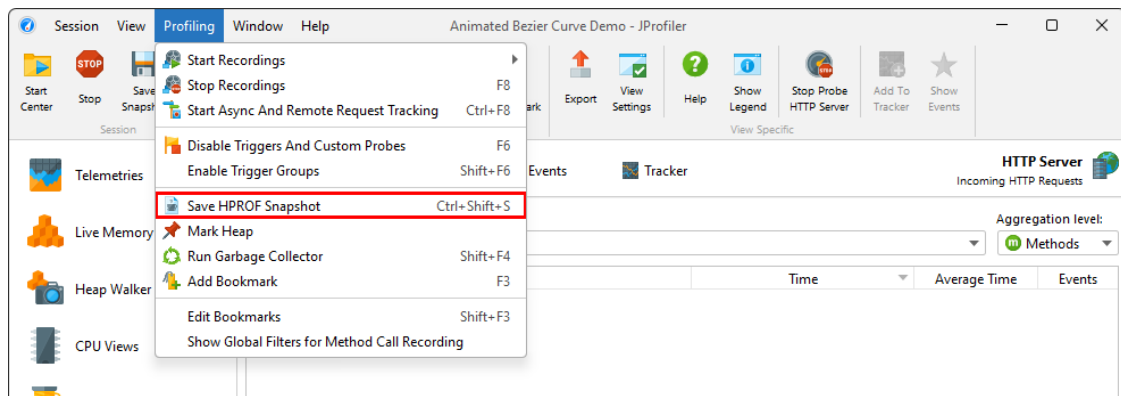 Session View Profiling Window Help Animated Bezier Curve Demo - JProfiler
Start Center
STOP
Stop
Save
Session
Export
View Settings
Help
Show Legend
Stop Probe HTTP Server
Add To Tracker
Show Events
View Specific
Start Recordings
Stop Recordings F8
Start Async And Remote Request Tracking Ctrl+F8
Disable Triggers And Custom Probes F6
Enable Trigger Groups Shift+F6
Save HPROF Snapshot Ctrl+Shift+S
Mark Heap
Run Garbage Collector Shift+F4
Add Bookmark F3
Edit Bookmarks Shift+F3
Show Global Filters for Method Call Recording
Telemetries
Live Memory
Heap Walker
CPU Views
Events
Tracker
HTTP Server
Incoming HTTP Requests
Aggregation level:
m Methods
Time Average Time Events